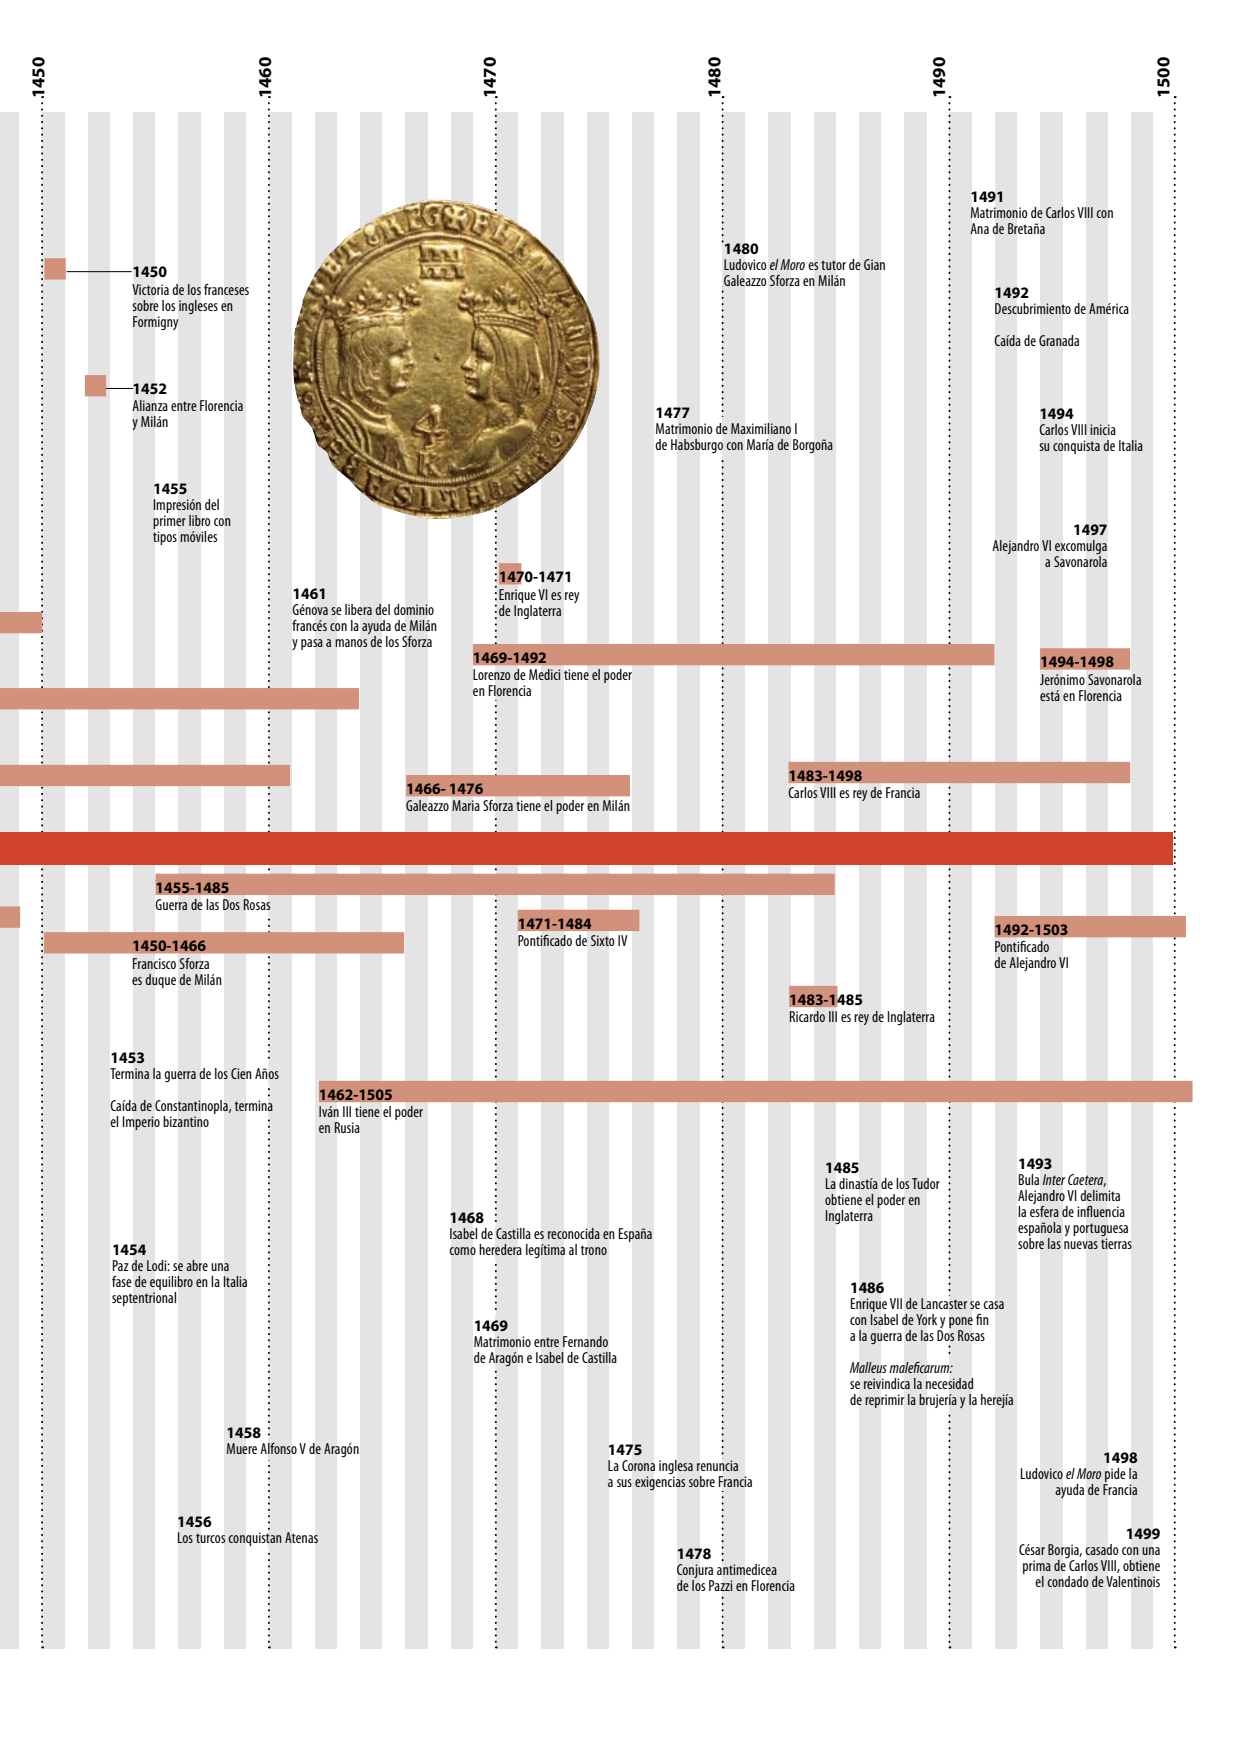 1450
1460
1470
1480
1490
1500
1491
Matrimonio de Carlos VIII con
Ana de Bretaña
1480
Ludovico el Moro es tutor de Gian
Galeazzo Sforza en Milán
1450
Victoria de los franceses
sobre los ingleses en
Formigny
1492
Descubrimiento de América
Caída de Granada
1452
Alianza entre Florencia
y Milán
1477
Matrimonio de Maximiliano I
de Habsburgo con María de Borgoña
1494
Carlos VIII inicia
su conquista de Italia
1455
Impresión del
primer libro con
tipos móviles
1497
Alejandro VI excomulga
a Savonarola
1470-1471
Enrique VI es rey
de Inglaterra
1461
Génova se libera del dominio
francés con la ayuda de Milán
y pasa a manos de los Sforza
1469-1492
Lorenzo de Medici tiene el poder
en Florencia
1494-1498
Jerónimo Savonarola
está en Florencia
1466- 1476
Galeazzo Maria Sforza tiene el poder en Milán
1483-1498
Carlos VIII es rey de Francia
1455-1485
Guerra de las Dos Rosas
1471-1484
Pontificado de Sixto IV
1492-1503
Pontificado
de Alejandro VI
1450-1466
Francisco Sforza
es duque de Milán
1483-1485
Ricardo III es rey de Inglaterra
1453
Termina la guerra de los Cien Años
Caída de Constantinopla, termina
el Imperio bizantino
1462-1505
Iván III tiene el poder
en Rusia
1485
La dinastía de los Tudor
obtiene el poder en
Inglaterra
1493
Bula Inter Caetera,
Alejandro VI delimita
la esfera de influencia
española y portuguesa
sobre las nuevas tierras
1468
Isabel de Castilla es reconocida en España
como heredera legítima al trono
1454
Paz de Lodi: se abre una
fase de equilibro en la Italia
septentrional
1486
Enrique VII de Lancaster se casa
con Isabel de York y pone fin
a la guerra de las Dos Rosas
Malleus maleficarum:
se reivindica la necesidad
de reprimir la brujería y la herejía
1469
Matrimonio entre Fernando
de Aragón e Isabel de Castilla
1458
Muere Alfonso V de Aragón
1475
La Corona inglesa renuncia
a sus exigencias sobre Francia
1498
Ludovico el Moro pide la
ayuda de Francia
1456
Los turcos conquistan Atenas
1499
César Borgia, casado con una
prima de Carlos VIII, obtiene
el condado de Valentinois
1478
Conjura antimedicea
de los Pazzi en Florencia